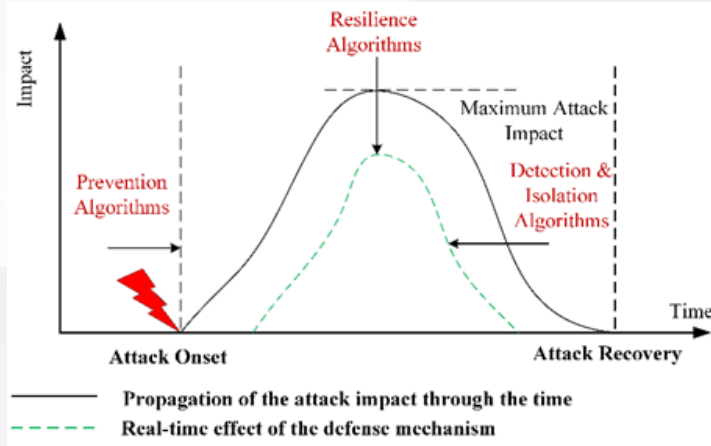 Resilience
Algorithms
Impact
Maximum Attack
Impact
Prevention
Algorithms
Detection &
Isolation
Algorithms
Time
Attack Onset
Attack Recovery
Propagation of the attack impact through the time
Real-time effect of the defense mechanism